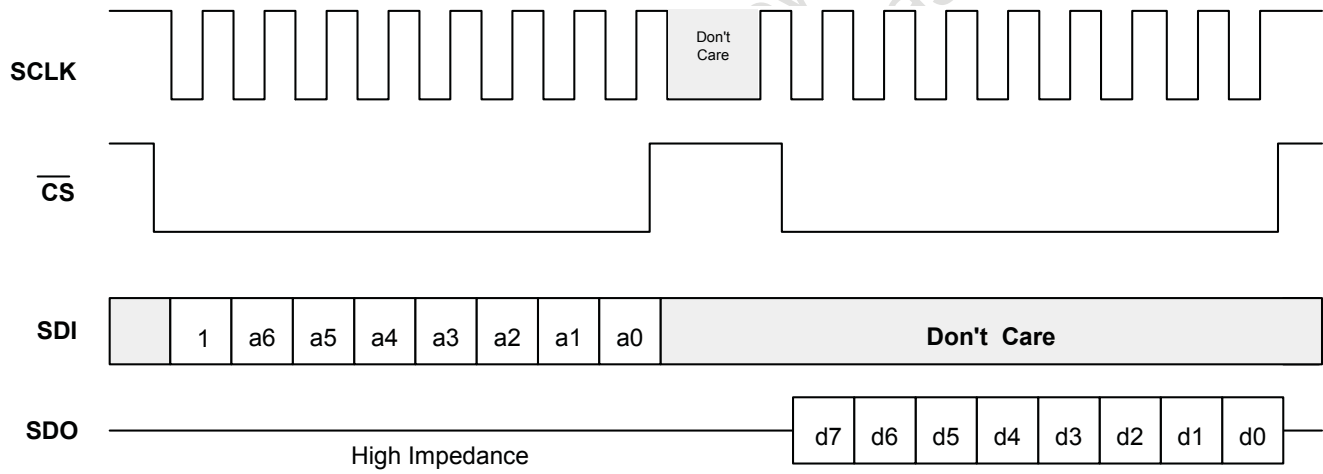 Don't
Care
SCLK
CS
SDI
1 a6 a5 a4 a3 a2 a1 a0 Don't Care
SDO
High Impedance
d7 d6 d5 d4 d3 d2 d1 d0